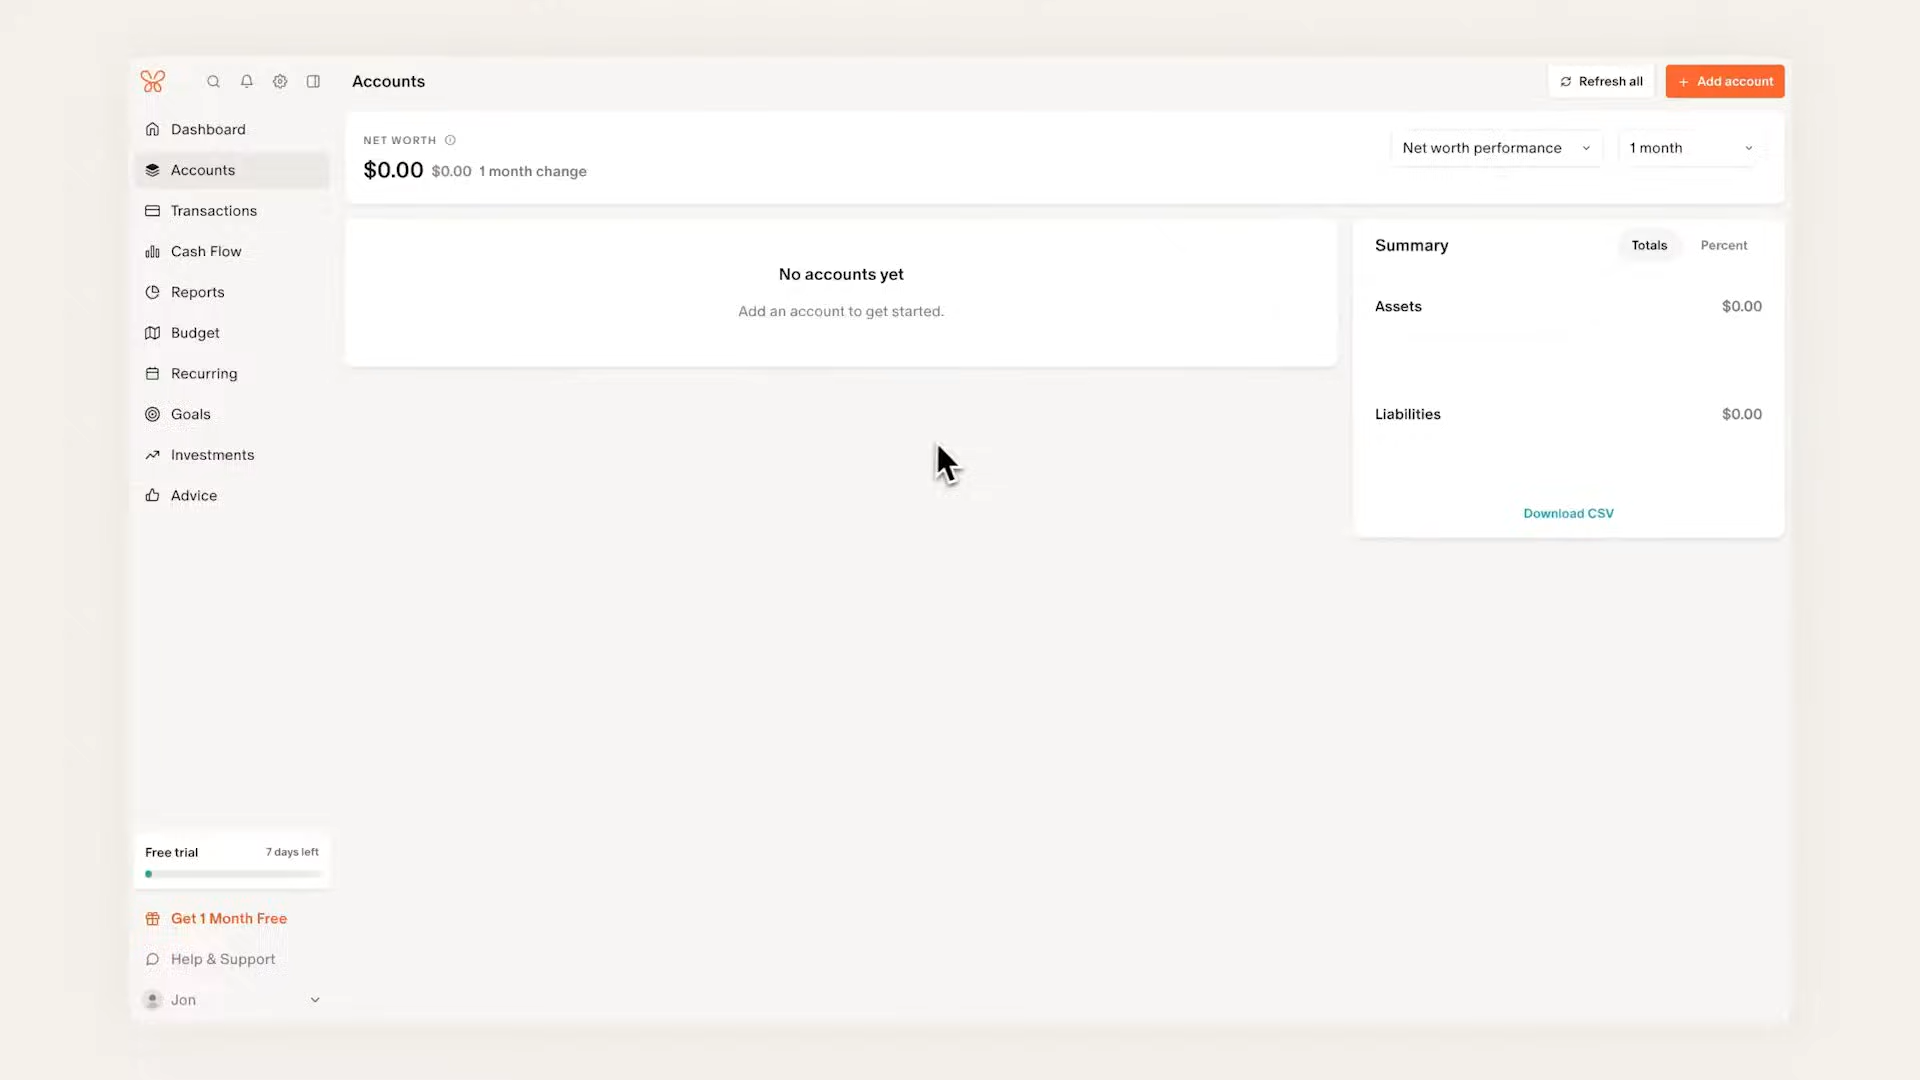 Accounts
Refresh all
+ Add account
Dashboard
Accounts
Transactions
Cash Flow
Reports
Budget
Recurring
Goals
Investments
Advice
NET WORTH
$0.00 $0.00 1 month change
Net worth performance
1 month
No accounts yet
Add an account to get started.
Summary
Totals
Percent
Assets $0.00
Liabilities $0.00
Download CSV
Free trial 7 days left
Get 1 Month Free
Help & Support
Jon